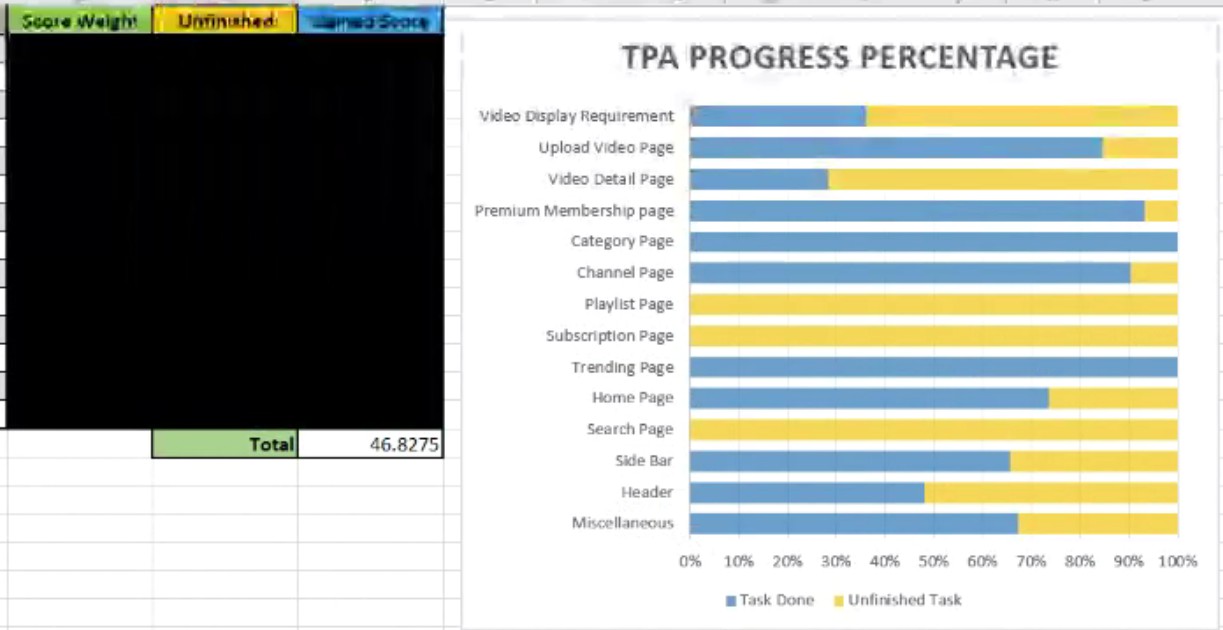 Score Weight Unfinished Score
Total 46.8275
TPA PROGRESS PERCENTAGE
Video Display Requirement
Upload Video Page
Video Detail Page
Premium Membership page
Category Page
Channel Page
Playlist Page
Subscription Page
Trending Page
Home Page
Search Page
Side Bar
Header
Miscellaneous
0% 10% 20% 30% 40% 50% 60% 70% 80% 90% 100%
Task Done Unfinished Task